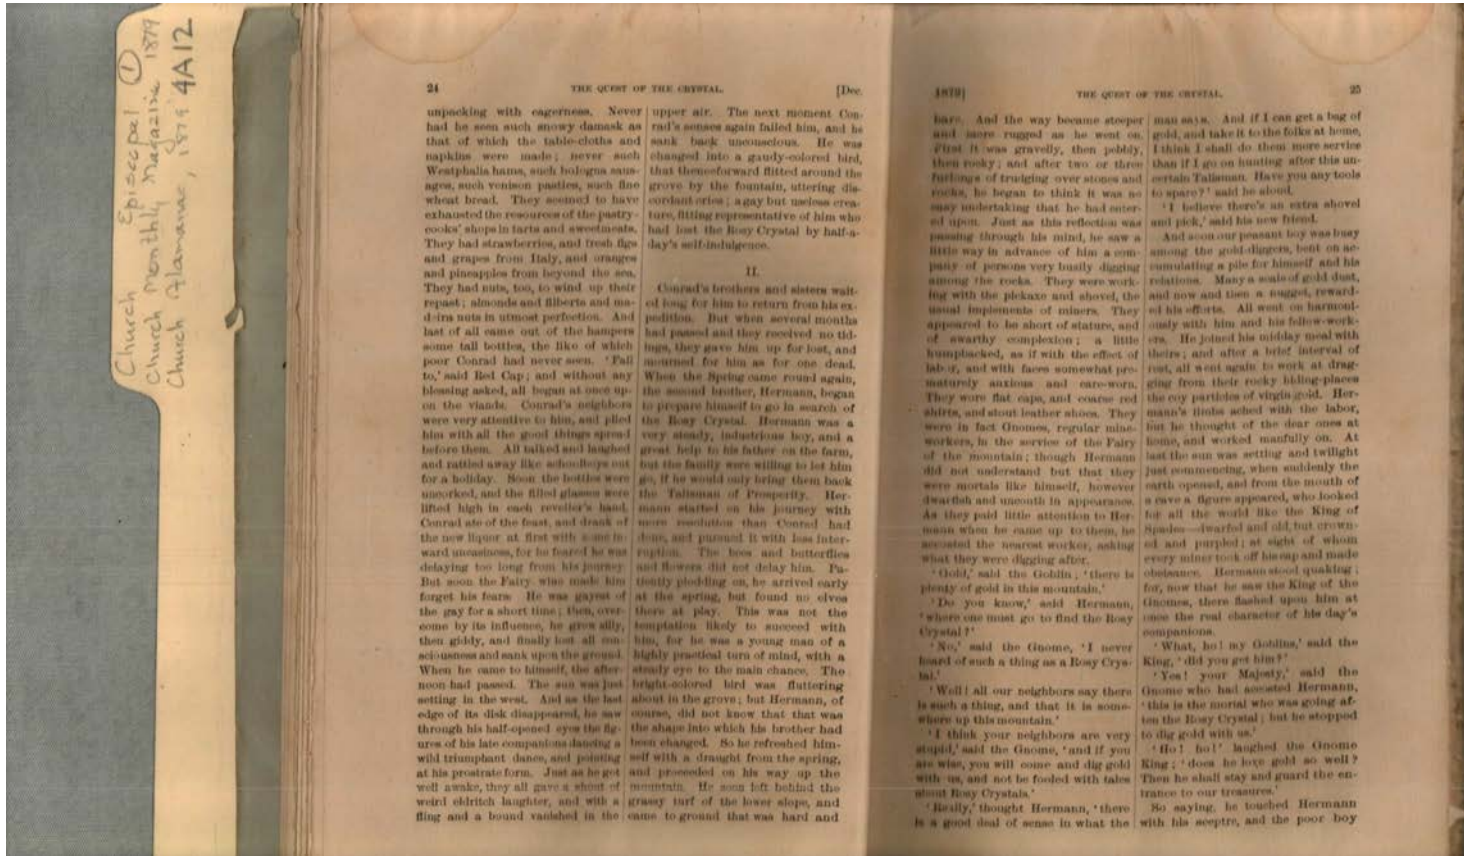 Church Episcopal 1
Church Monthly Magazine 1879
Church Almanac, 1879 4A12
24
THE QUEST OF THE CRYSTAL.
[Dec.
unpacking with eagerness. Never
had he seen such snowy damask as
that of which the table-cloths and
napkins were made; never such
Westphalia hams, such bologna saus-
ages, such venison pasties, such fine
wheat bread. They seemed to have
exhausted the resources of the pastry-
cooks' shops in tarts and sweetmeats.
They had strawberries, and fresh figs
and grapes from Italy, and oranges
and pineapples from beyond the sea.
They had nuts, too, to wind up their
repast; almonds and filberts and ma-
deira nuts in utmost perfection. And
last of all came out of the hampers
some tall bottles, the like of which
poor Conrad had never seen. 'Fall
to,' said Red Cap; and without any
blessing asked, all began at once up-
on the viands. Conrad's neighbors
were very attentive to him, and plied
him with all the good things spread
before them. All talked and laughed
and rattled away like schoolboys out
for a holiday. Soon the bottles were
uncorked, and the filled glasses were
lifted high in each reveller's hand.
Conrad ate of the feast, and drank of
the new liquor at first with some in-
ward uneasiness, for he feared he was
delaying too long from his journey.
But soon the Fairy wine made him
forget his fears. He was gayest of
the gay for a short time; then, over-
come by its influence, he grew silly,
then giddy, and finally lost all con-
sciousness and sank upon the ground.
When he came to himself, the after-
noon had passed. The sun was just
setting in the west. And as the last
edge of its disk disappeared, he saw
through his half-opened eyes the fig-
ures of his late companions dancing a
wild triumphant dance, and pointing
at his prostrate form. Just as he got
well awake, they all gave a shout of
weird eldritch laughter, and with a
fling and a bound vanished in the
upper air. The next moment Con-
rad's senses again failed him, and he
sank back unconscious. He was
changed into a gaudy-colored bird,
that thenceforward flitted around the
grove by the fountain, uttering dis-
cordant cries; a gay but useless crea-
ture, fitting representative of him who
had lost the Rosy Crystal by half-a-
day's self-indulgence.
II.
Conrad's brothers and sisters wait-
ed long for him to return from his ex-
pedition. But when several months
had passed and they received no tid-
ings, they gave him up for lost, and
mourned for him as for one dead.
When the Spring came round again,
the second brother, Hermann, began
to prepare himself to go in search of
the Rosy Crystal. Hermann was a
very steady, industrious boy, and a
great help to his father on the farm,
but the family were willing to let him
go, if he would only bring them back
the Talisman of Prosperity. Her-
mann started on his journey with
more resolution than Conrad had
done, and pursued it with less inter-
ruption. The bees and butterflies
and flowers did not delay him. Pa-
tiently plodding on, he arrived early
at the spring, but found no elves
there at play. This was not the
temptation likely to succeed with
him, for he was a young man of a
highly practical turn of mind, with a
steady eye to the main chance. The
bright-colored bird was fluttering
about in the grove; but Hermann, of
course, did not know that that was
the shape into which his brother had
been changed. So he refreshed him-
self with a draught from the spring,
and proceeded on his way up the
mountain. He soon left behind the
grassy turf of the lower slope, and
came to ground that was hard and
1879]
THE QUEST OF THE CRYSTAL.
25
bare. And the way became steeper
and more rugged as he went on.
First it was gravelly, then pebbly,
then rocky; and after two or three
furlongs of trudging over stones and
rocks, he began to think it was no
easy undertaking that he had enter-
ed upon. Just as this reflection was
passing through his mind, he saw a
little way in advance of him a com-
pany of persons very busily digging
among the rocks. They were work-
ing with the pickaxe and shovel, the
usual implements of miners. They
appeared to be short of stature, and
of swarthy complexion; a little
humpbacked, as if with the effect of
labor, and with faces somewhat pre-
maturely anxious and care-worn.
They wore flat caps, and coarse red
shirts, and stout leather shoes. They
were in fact Gnomes, regular mine-
workers, in the service of the Fairy
of the mountain; though Hermann
did not understand but that they
were mortals like himself, however
dwarfish and uncouth in appearance.
As they paid little attention to Her-
mann when he came up to them, he
accosted the nearest worker, asking
what they were digging after.
'Gold,' said the Goblin; 'there is
plenty of gold in this mountain.'
'Do you know,' said Hermann,
'where one must go to find the Rosy
Crystal?'
'No,' said the Gnome, 'I never
heard of such a thing as a Rosy Crys-
tal.'
'Well! all our neighbors say there
is such a thing, and that it is some-
where up this mountain.'
'I think your neighbors are very
stupid,' said the Gnome, 'and if you
are wise, you will come and dig gold
with us, and not be fooled with tales
about Rosy Crystals.'
'Really,' thought Hermann, 'there
is a good deal of sense in what the
man says. And if I can get a bag of
gold, and take it to the folks at home,
I think I shall do them more service
than if I go on hunting after this un-
certain Talisman. Have you any tools
to spare?' said he aloud.
'I believe there's an extra shovel
and pick,' said his new friend.
And soon our peasant boy was busy
among the gold-diggers, bent on ac-
cumulating a pile for himself and his
relations. Many a scale of gold dust,
and now and then a nugget, reward-
ed his efforts. All went on harmoni-
ously with him and his fellow-work-
ers. He joined his midday meal with
theirs; and after a brief interval of
rest, all went again to work at drag-
ging from their rocky hiding-places
the coy particles of virgin gold. Her-
mann's limbs ached with the labor,
but he thought of the dear ones at
home, and worked manfully on. At
last the sun was setting and twilight
just commencing, when suddenly the
earth opened, and from the mouth of
a cave a figure appeared, who looked
for all the world like the King of
Spades—dwarfed and old, but crown-
ed and purpled; at sight of whom
every miner took off his cap and made
obeisance. Hermann stood quaking;
for, now that he saw the King of the
Gnomes, there flashed upon him at
once the real character of his day's
companions.
'What, ho! my Goblins,' said the
King, 'did you get him?'
'Yes! your Majesty,' said the
Gnome who had accosted Hermann,
'this is the mortal who was going af-
ter the Rosy Crystal; but he stopped
to dig gold with us.'
'Ho! ho!' laughed the Gnome
King; 'does he love gold so well?
Then he shall stay and guard the en-
trance to our treasures.'
So saying, he touched Hermann
with his sceptre, and the poor boy